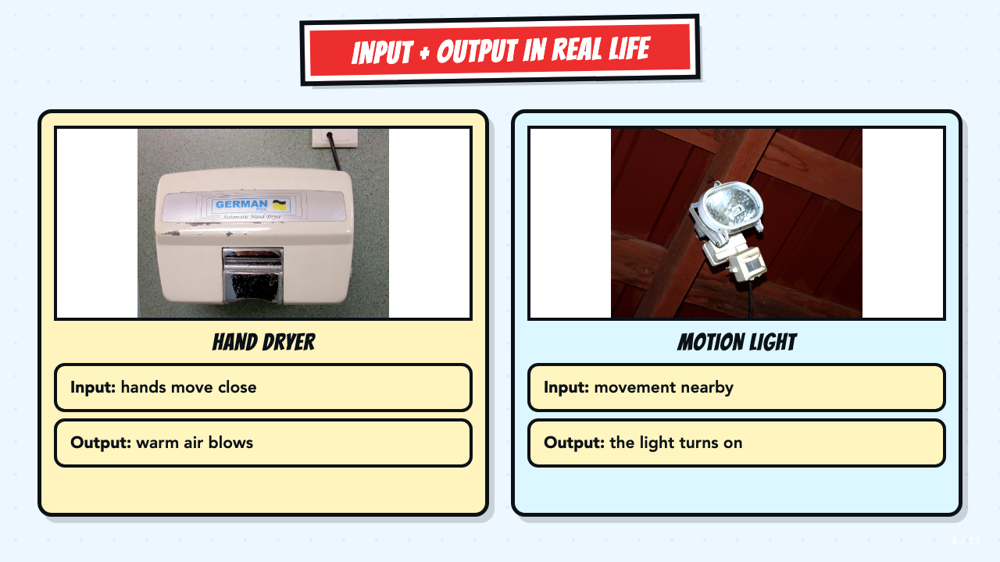 INPUT + OUTPUT IN REAL LIFE
GERMAN
POOL
Automatic Hand Dryer
HAND DRYER
Input: hands move close
Output: warm air blows
MOTION LIGHT
Input: movement nearby
Output: the light turns on
4 / 11